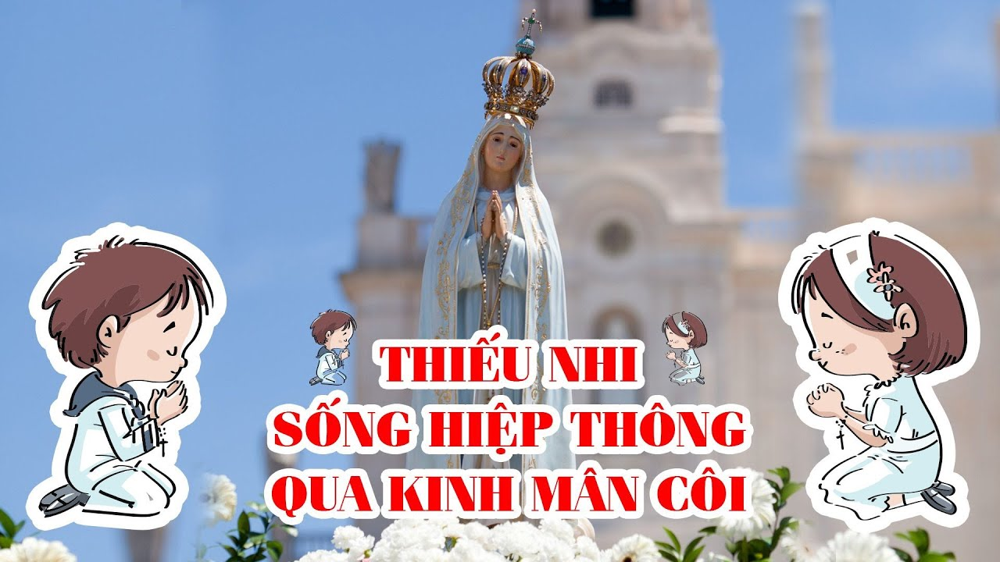 THIẾU NHI
SỐNG HIỆP THÔNG
QUA KINH MÂN CÔI